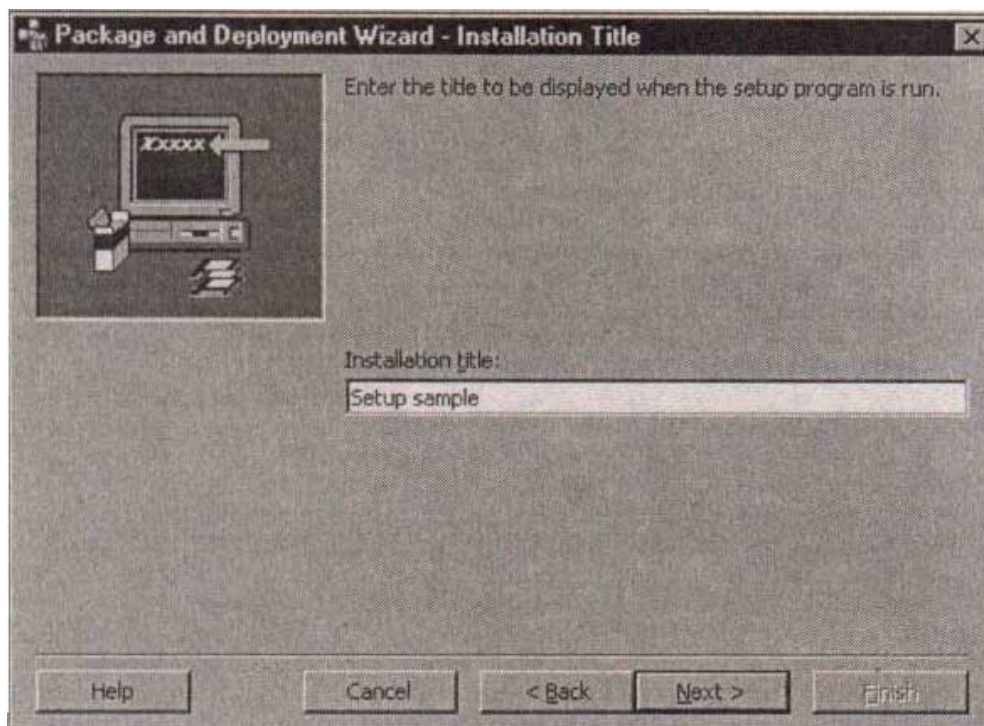 Package and Deployment Wizard - Installation Title
Enter the title to be displayed when the setup program is run.
Xxxxx
Installation title:
Setup sample
Help
Cancel
< Back
Next >
Finish